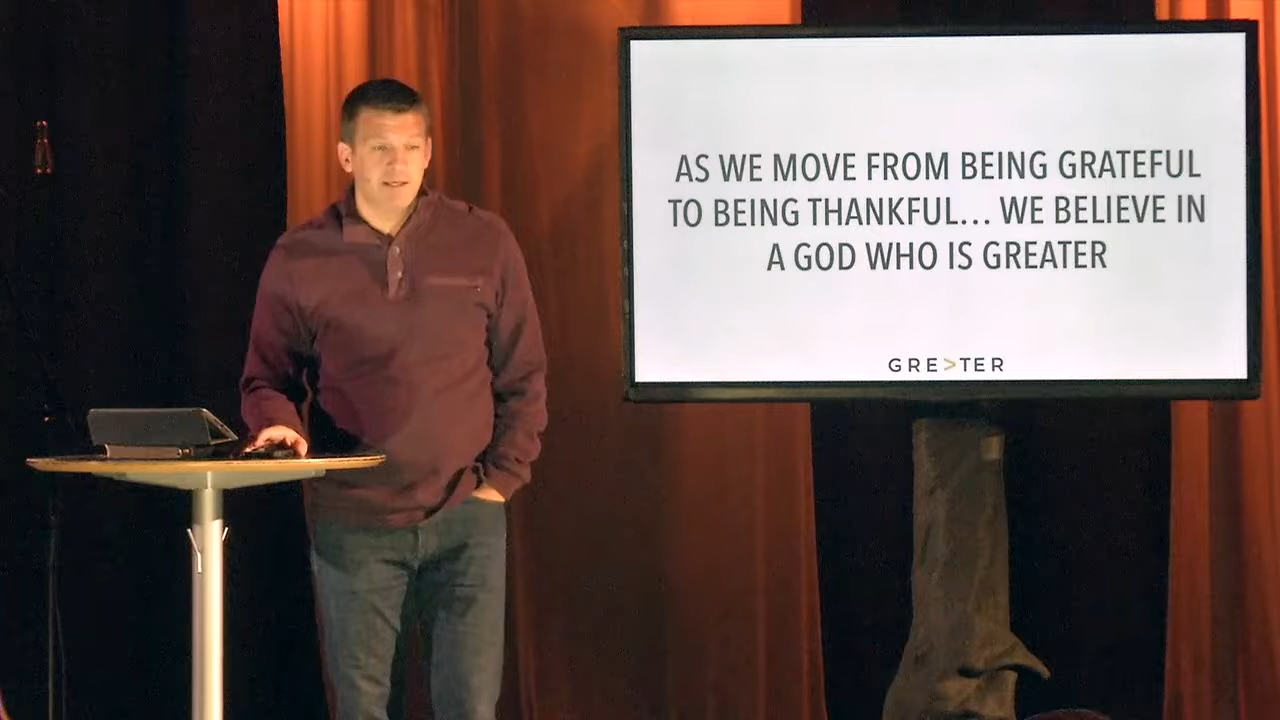 AS WE MOVE FROM BEING GRATEFUL
TO BEING THANKFUL... WE BELIEVE IN
A GOD WHO IS GREATER
GRE>TER